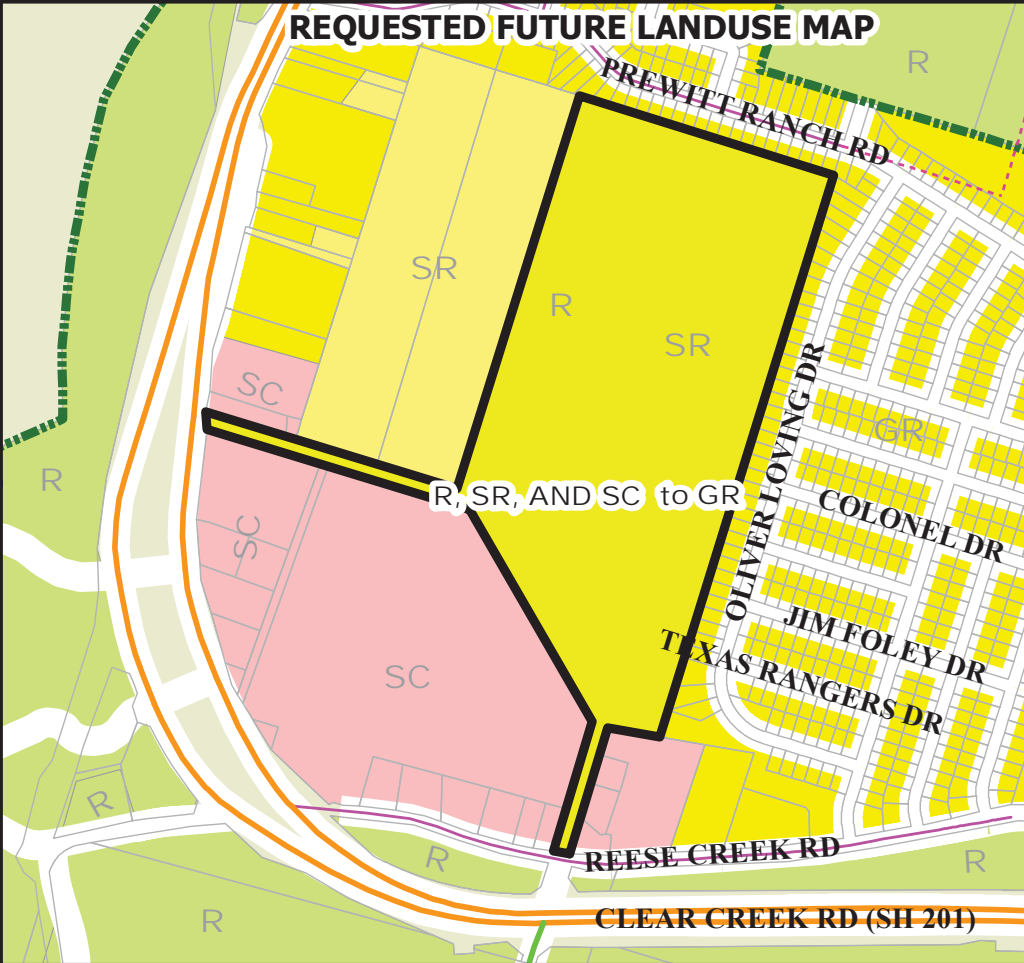 REQUESTED FUTURE LANDUSE MAP
R
PREWITT RANCH RD
SR
R
SR
SC
OLIVER LOVING DR
GR
R
R, SR, AND SC to GR
COLONEL DR
SC
JIM FOLEY DR
TEXAS RANGERS DR
SC
R
R
REESE CREEK RD
R
R
CLEAR CREEK RD (SH 201)